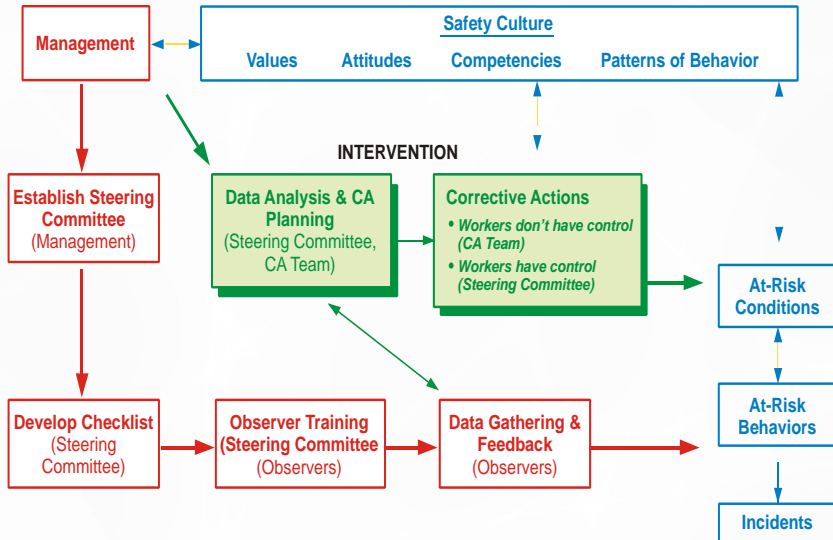 Management
Safety Culture
Values Attitudes Competencies Patterns of Behavior
INTERVENTION
Establish Steering
Committee
(Management)
Data Analysis & CA
Planning
(Steering Committee,
CA Team)
Corrective Actions
• Workers don't have control
(CA Team)
• Workers have control
(Steering Committee)
At-Risk
Conditions
Develop Checklist
(Steering
Committee)
Observer Training
(Steering Committee
(Observers)
Data Gathering &
Feedback
(Observers)
At-Risk
Behaviors
Incidents